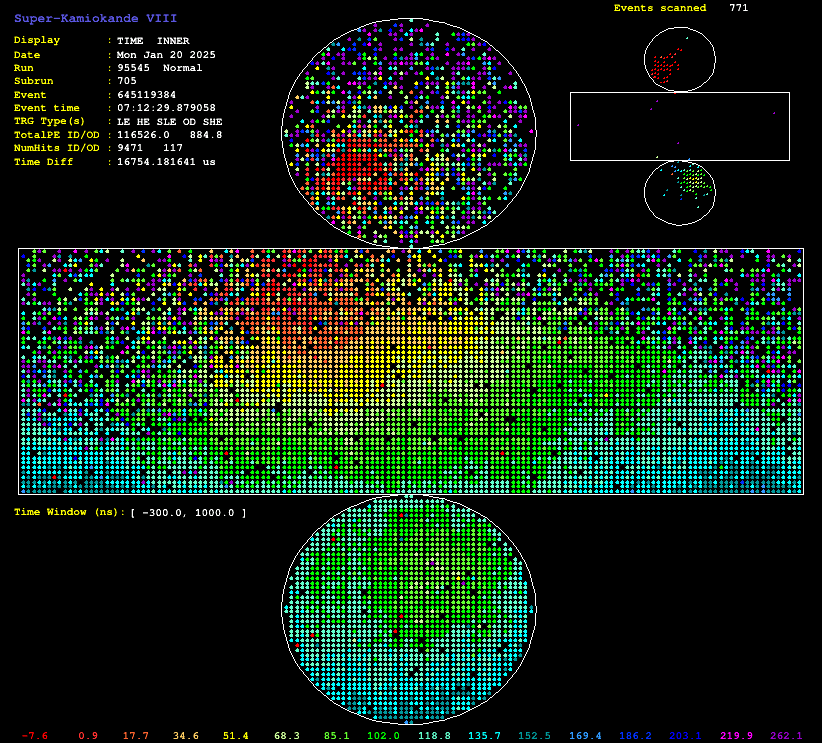 Super-Kamiokande VIII
Events scanned 771
Display : TIME INNER
Date : Mon Jan 20 2025
Run : 95545 Normal
Subrun : 705
Event : 645119384
Event time : 07:12:29.879058
TRG Type(s) : LE HE SLE OD SHE
TotalPE ID/OD : 116526.0 884.8
NumHits ID/OD : 9471 117
Time Diff : 16754.181641 us
Time Window (ns): [ -300.0, 1000.0 ]
-7.6 0.9 17.7 34.6 51.4 68.3 85.1 102.0 118.8 135.7 152.5 169.4 186.2 203.1 219.9 262.1